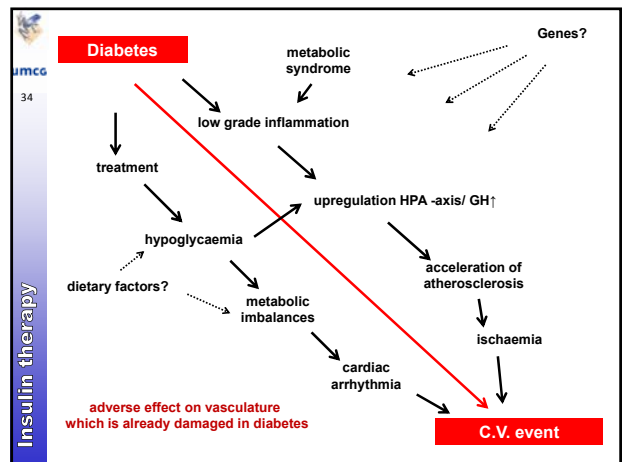 Diabetes
Genes?
metabolic
syndrome
umcg
34
low grade inflammation
treatment
upregulation HPA -axis/ GH↑
hypoglycaemia
acceleration of
atherosclerosis
dietary factors?
metabolic
imbalances
ischaemia
cardiac
arrhythmia
adverse effect on vasculature
which is already damaged in diabetes
C.V. event
Insulin therapy